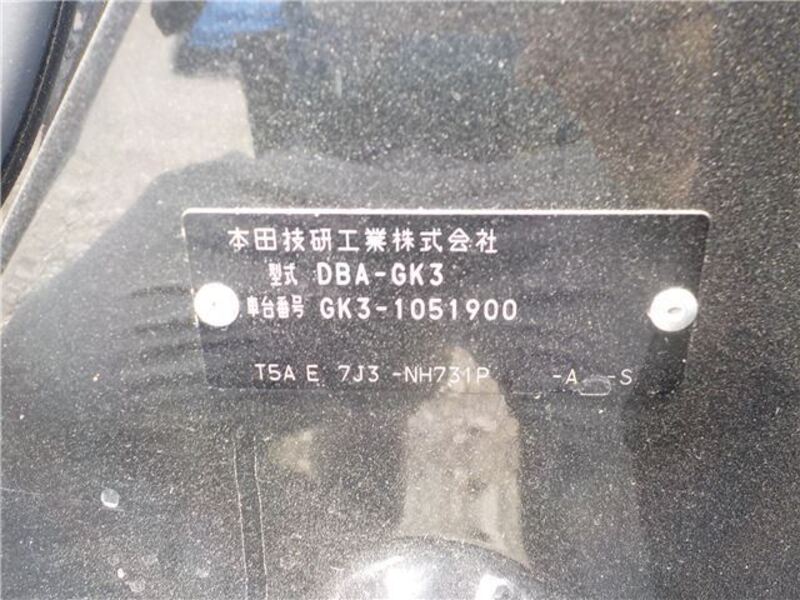 本田技研工業株式会社
型式 DBA-GK3
車台番号 GK3-1051900
T5A E 7J3 -NH731P -A -S